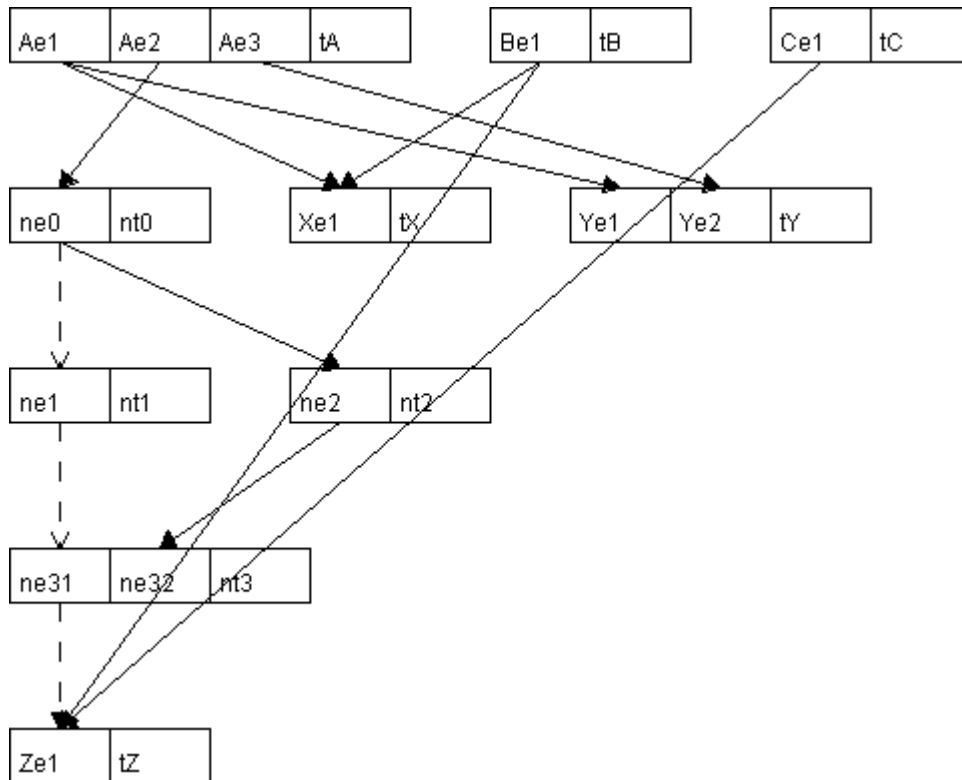 Ae1 Ae2 Ae3 tA Be1 tB Ce1 tC
ne0 nt0 Xe1 tX Ye1 Ye2 tY
ne1 nt1 ne2 nt2
ne31 ne32 nt3
Ze1 tZ